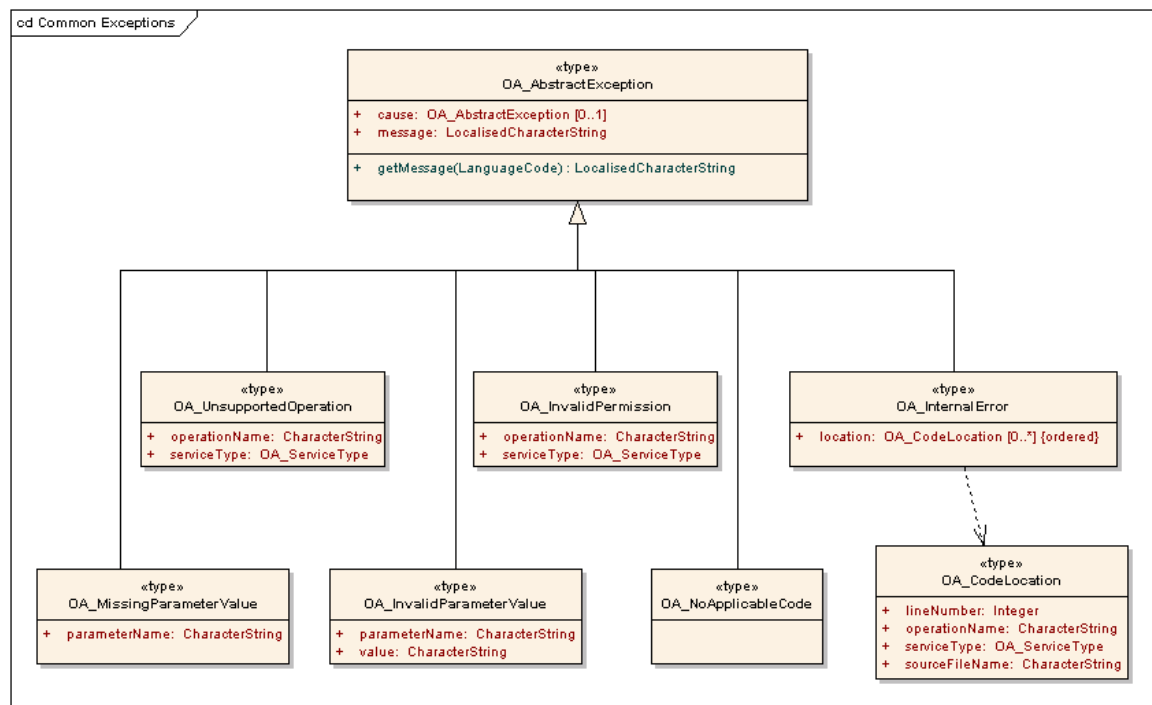 cd Common Exceptions
«type»
OA_AbstractException
+ cause: OA_AbstractException [0..1]
+ message: LocalisedCharacterString
+ getMessage(LanguageCode) : LocalisedCharacterString
«type»
OA_UnsupportedOperation
+ operationName: CharacterString
+ serviceType: OA_ServiceType
«type»
OA_InvalidPermission
+ operationName: CharacterString
+ serviceType: OA_ServiceType
«type»
OA_InternalError
+ location: OA_CodeLocation [0..*] {ordered}
«type»
OA_MissingParameterValue
+ parameterName: CharacterString
«type»
OA_InvalidParameterValue
+ parameterName: CharacterString
+ value: CharacterString
«type»
OA_NoApplicableCode
«type»
OA_CodeLocation
+ lineNumber: Integer
+ operationName: CharacterString
+ serviceType: OA_ServiceType
+ sourceFileName: CharacterString